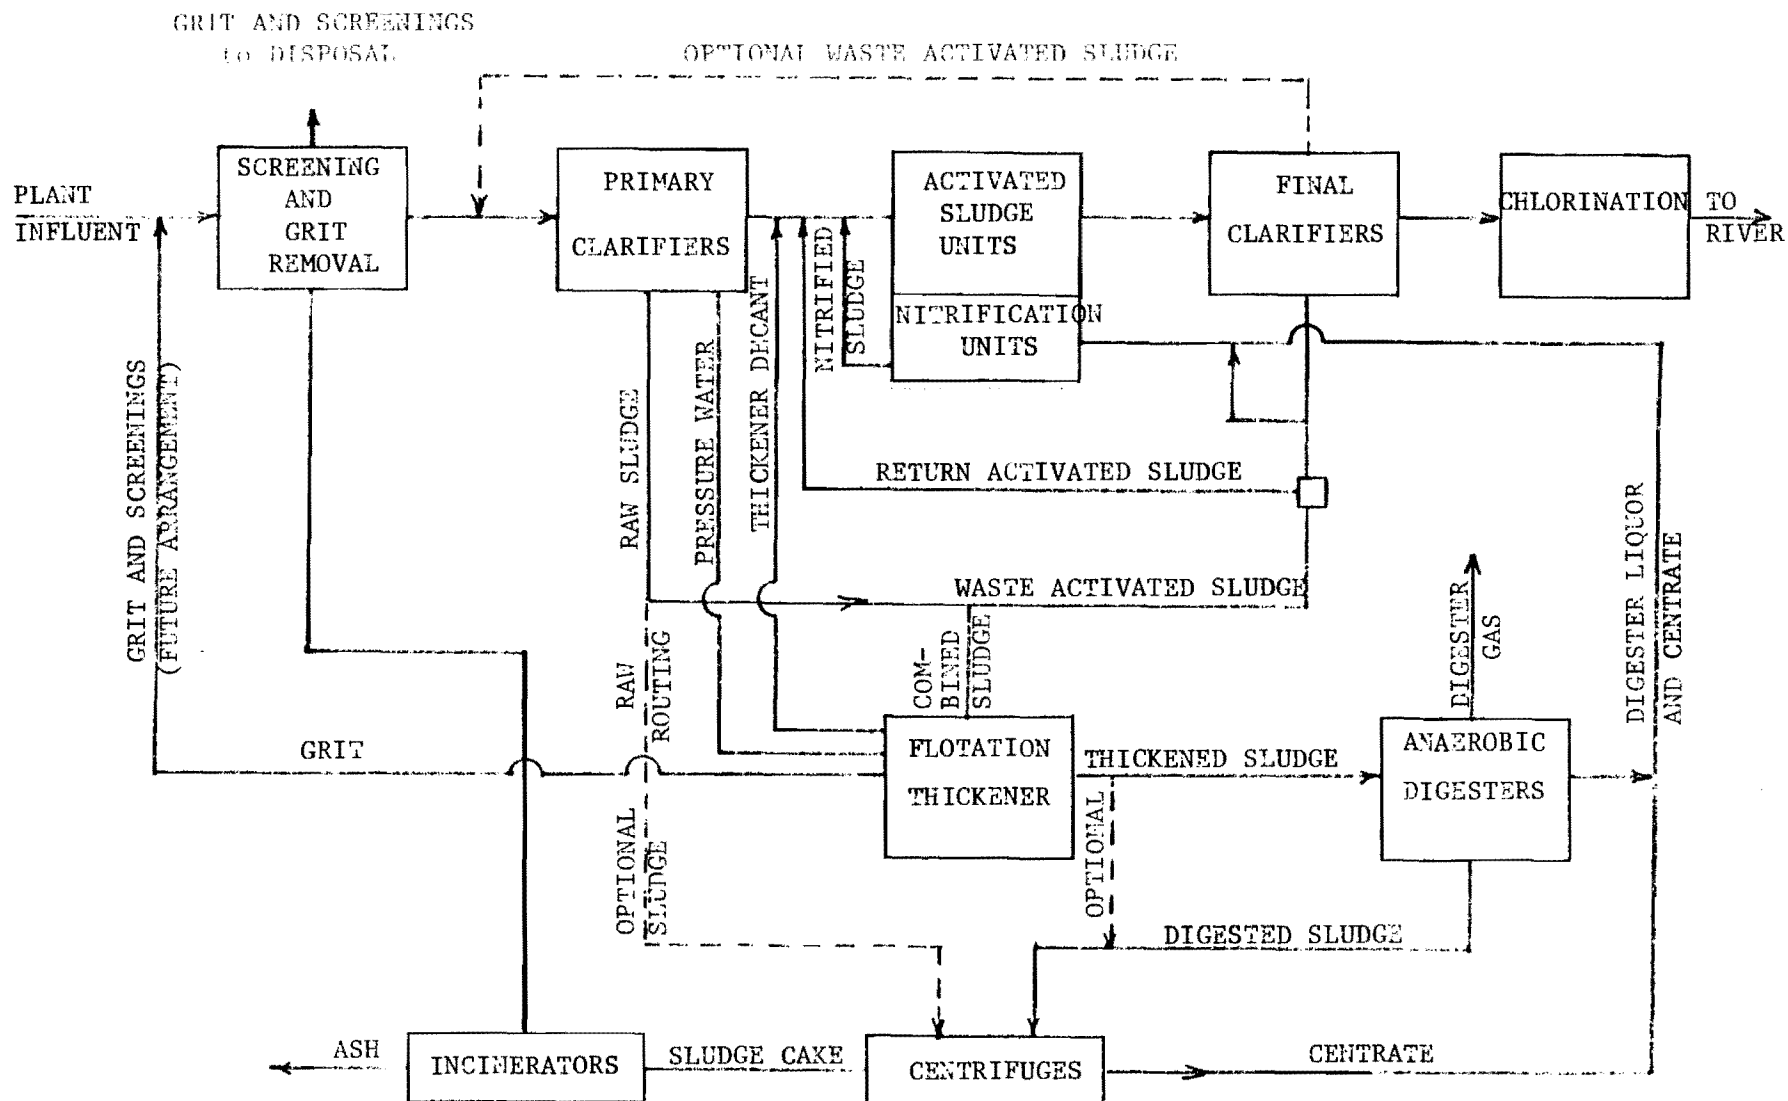 GRIT AND SCREENINGS
to DISPOSAL
OPTIONAL WASTE ACTIVATED SLUDGE
PLANT
INFLUENT
SCREENING
AND
GRIT
REMOVAL
PRIMARY
CLARIFIERS
ACTIVATED
SLUDGE
UNITS
NITRIFICATION
UNITS
FINAL
CLARIFIERS
CHLORINATION
TO
RIVER
GRIT AND SCREENINGS
(FUTURE ARRANGEMENT)
RAW SLUDGE
PRESSURE WATER
THICKENER DECANT
NITRIFIED
SLUDGE
RETURN ACTIVATED SLUDGE
WASTE ACTIVATED SLUDGE
COM-
BINED
SLUDGE
OPTIONAL RAW
SLUDGE ROUTING
GRIT
FLOTATION
THICKENER
THICKENED SLUDGE
OPTIONAL
DIGESTER
GAS
ANAEROBIC
DIGESTERS
DIGESTER LIQUOR
AND CENTRATE
DIGESTED SLUDGE
ASH
INCINERATORS
SLUDGE CAKE
CENTRIFUGES
CENTRATE